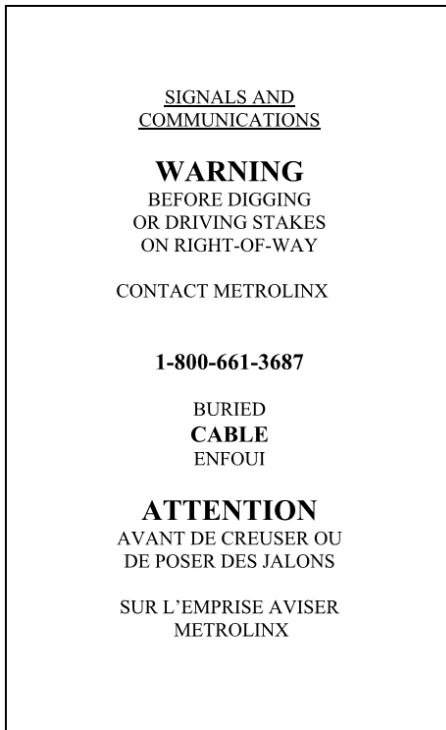 SIGNALS AND
COMMUNICATIONS
WARNING
BEFORE DIGGING
OR DRIVING STAKES
ON RIGHT-OF-WAY
CONTACT METROLINX
1-800-661-3687
BURIED
CABLE
ENFOUI
ATTENTION
AVANT DE CREUSER OU
DE POSER DES JALONS
SUR L’EMPRISE AVISER
METROLINX